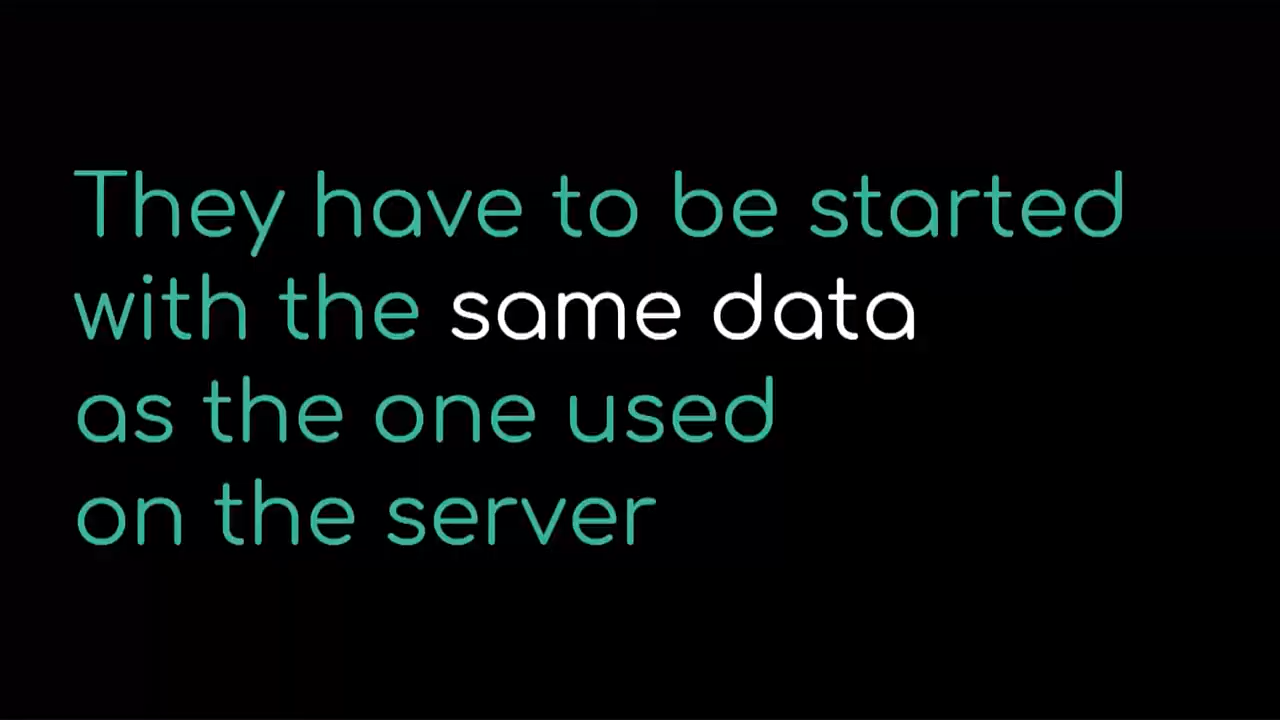 They have to be started
with the same data
as the one used
on the server